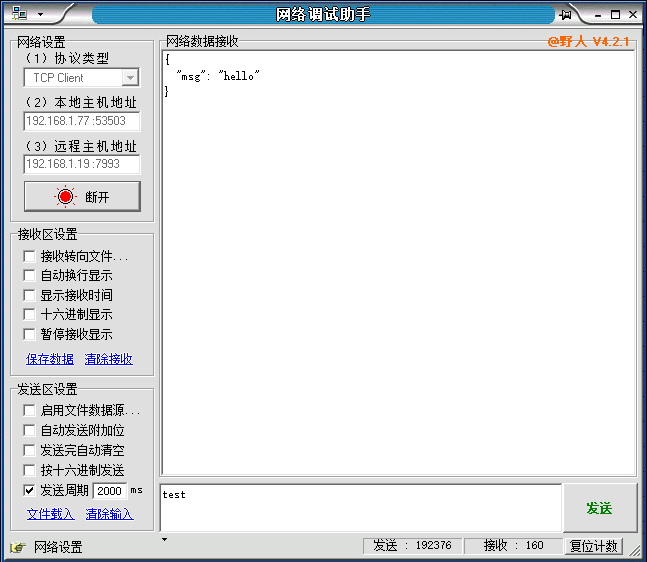 网络调试助手
网络设置
（1）协议类型
TCP Client
（2）本地主机地址
192.168.1.77 :53503
（3）远程主机地址
192.168.1.19 :7993
断开
接收区设置
接收转向文件...
自动换行显示
显示接收时间
十六进制显示
暂停接收显示
保存数据 清除接收
发送区设置
启用文件数据源...
自动发送附加位
发送完自动清空
按十六进制发送
发送周期 2000 ms
文件载入 清除输入
网络数据接收 @野人 V4.2.1
{
"msg": "hello"
}
test
发送
网络设置 发送 : 192376 接收 : 160 复位计数